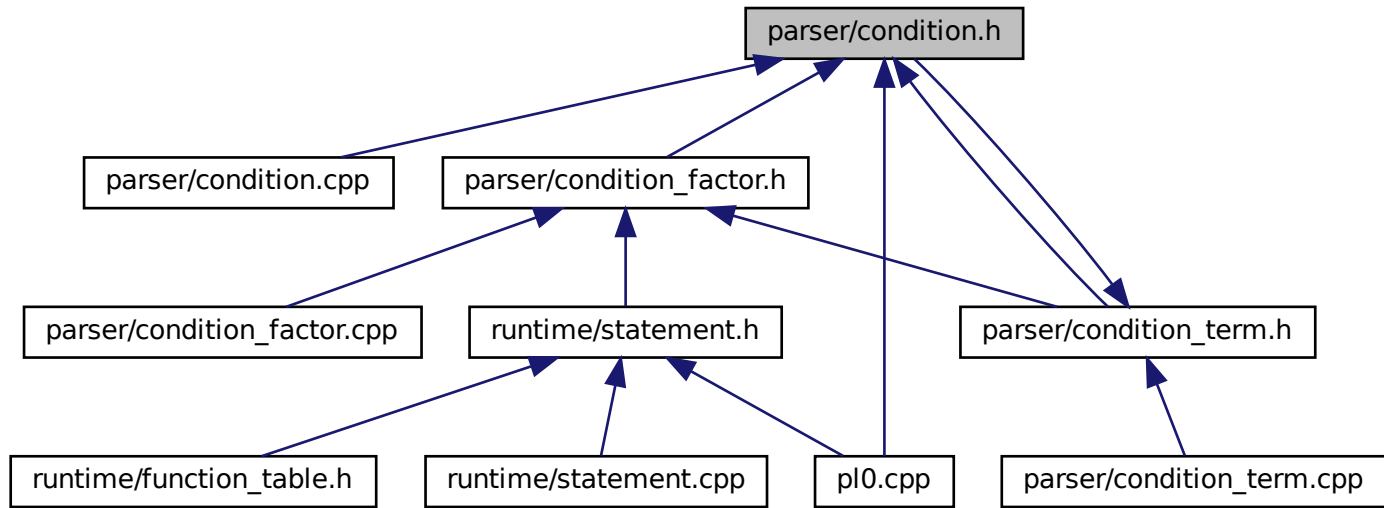 parser/condition.h
parser/condition.cpp
parser/condition_factor.h
parser/condition_factor.cpp
runtime/statement.h
parser/condition_term.h
runtime/function_table.h
runtime/statement.cpp
pl0.cpp
parser/condition_term.cpp